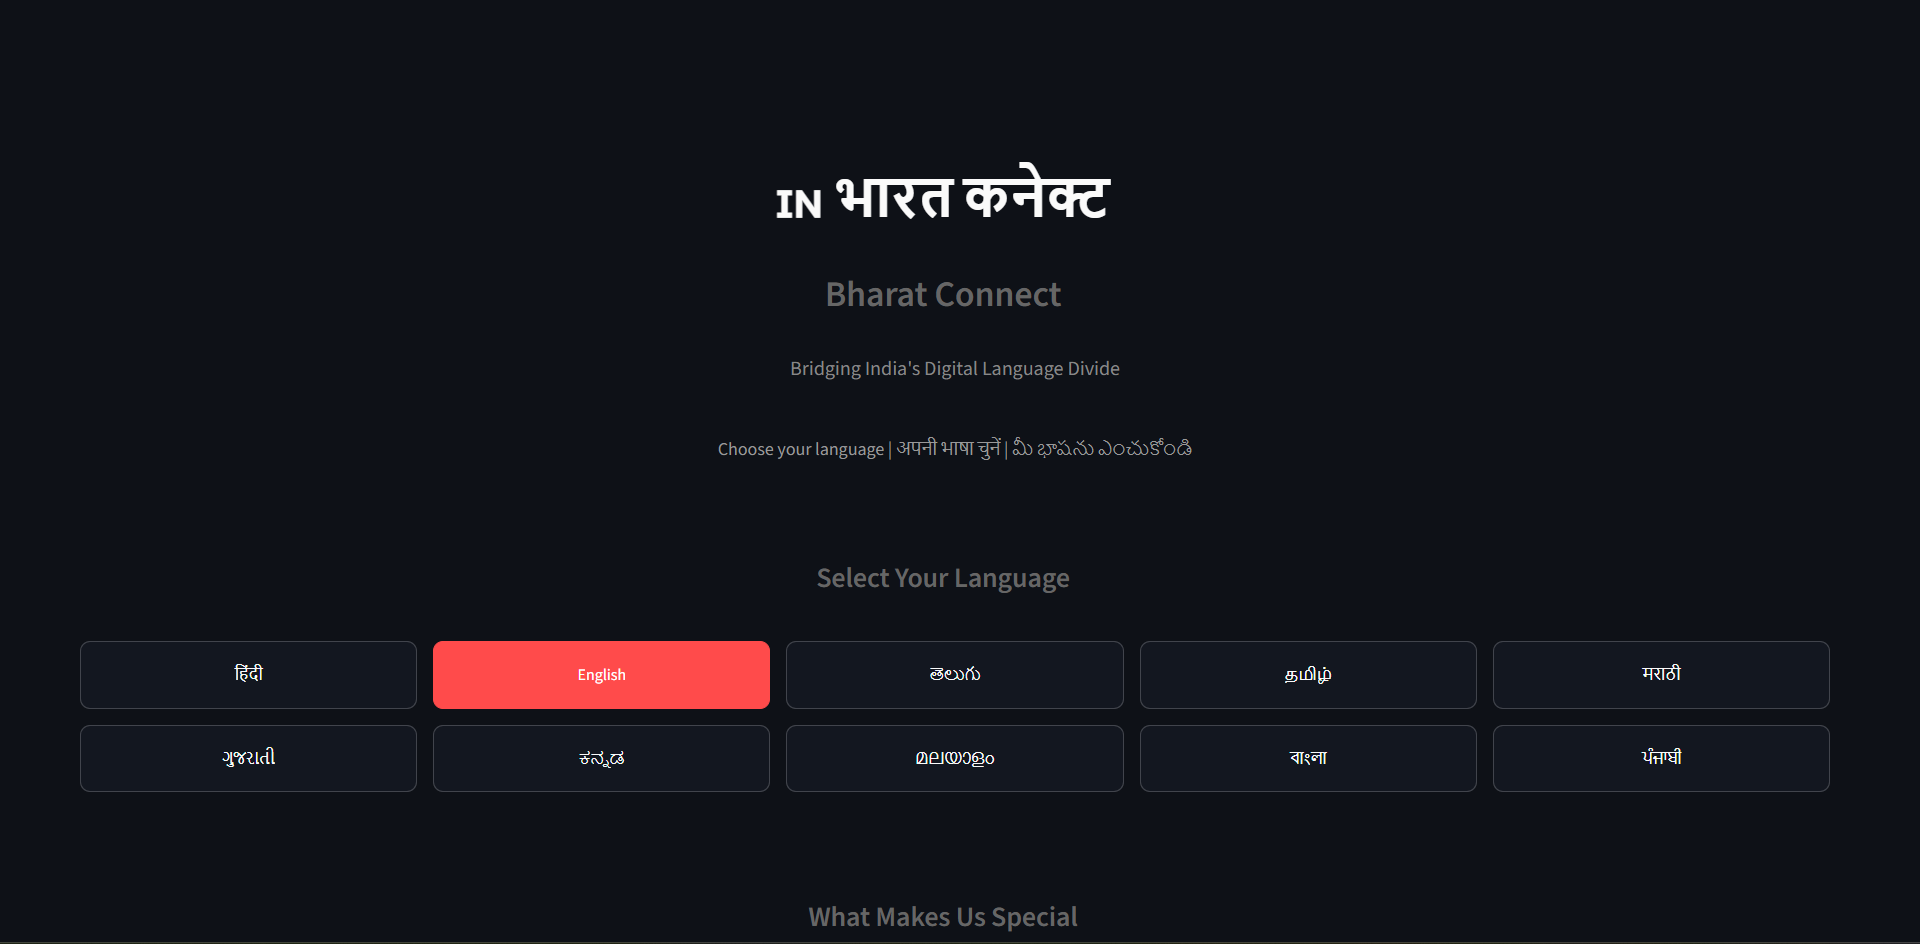 IN भारत कनेक्ट
Bharat Connect
Bridging India's Digital Language Divide
Choose your language | अपनी भाषा चुनें | మీ భాషను ఎంచుకోండి
Select Your Language
हिंदी English తెలుగు தமிழ் मराठी
ગુજરાતી ಕನ್ನಡ മലയാളം বাংলা ਪੰਜਾਬੀ
What Makes Us Special